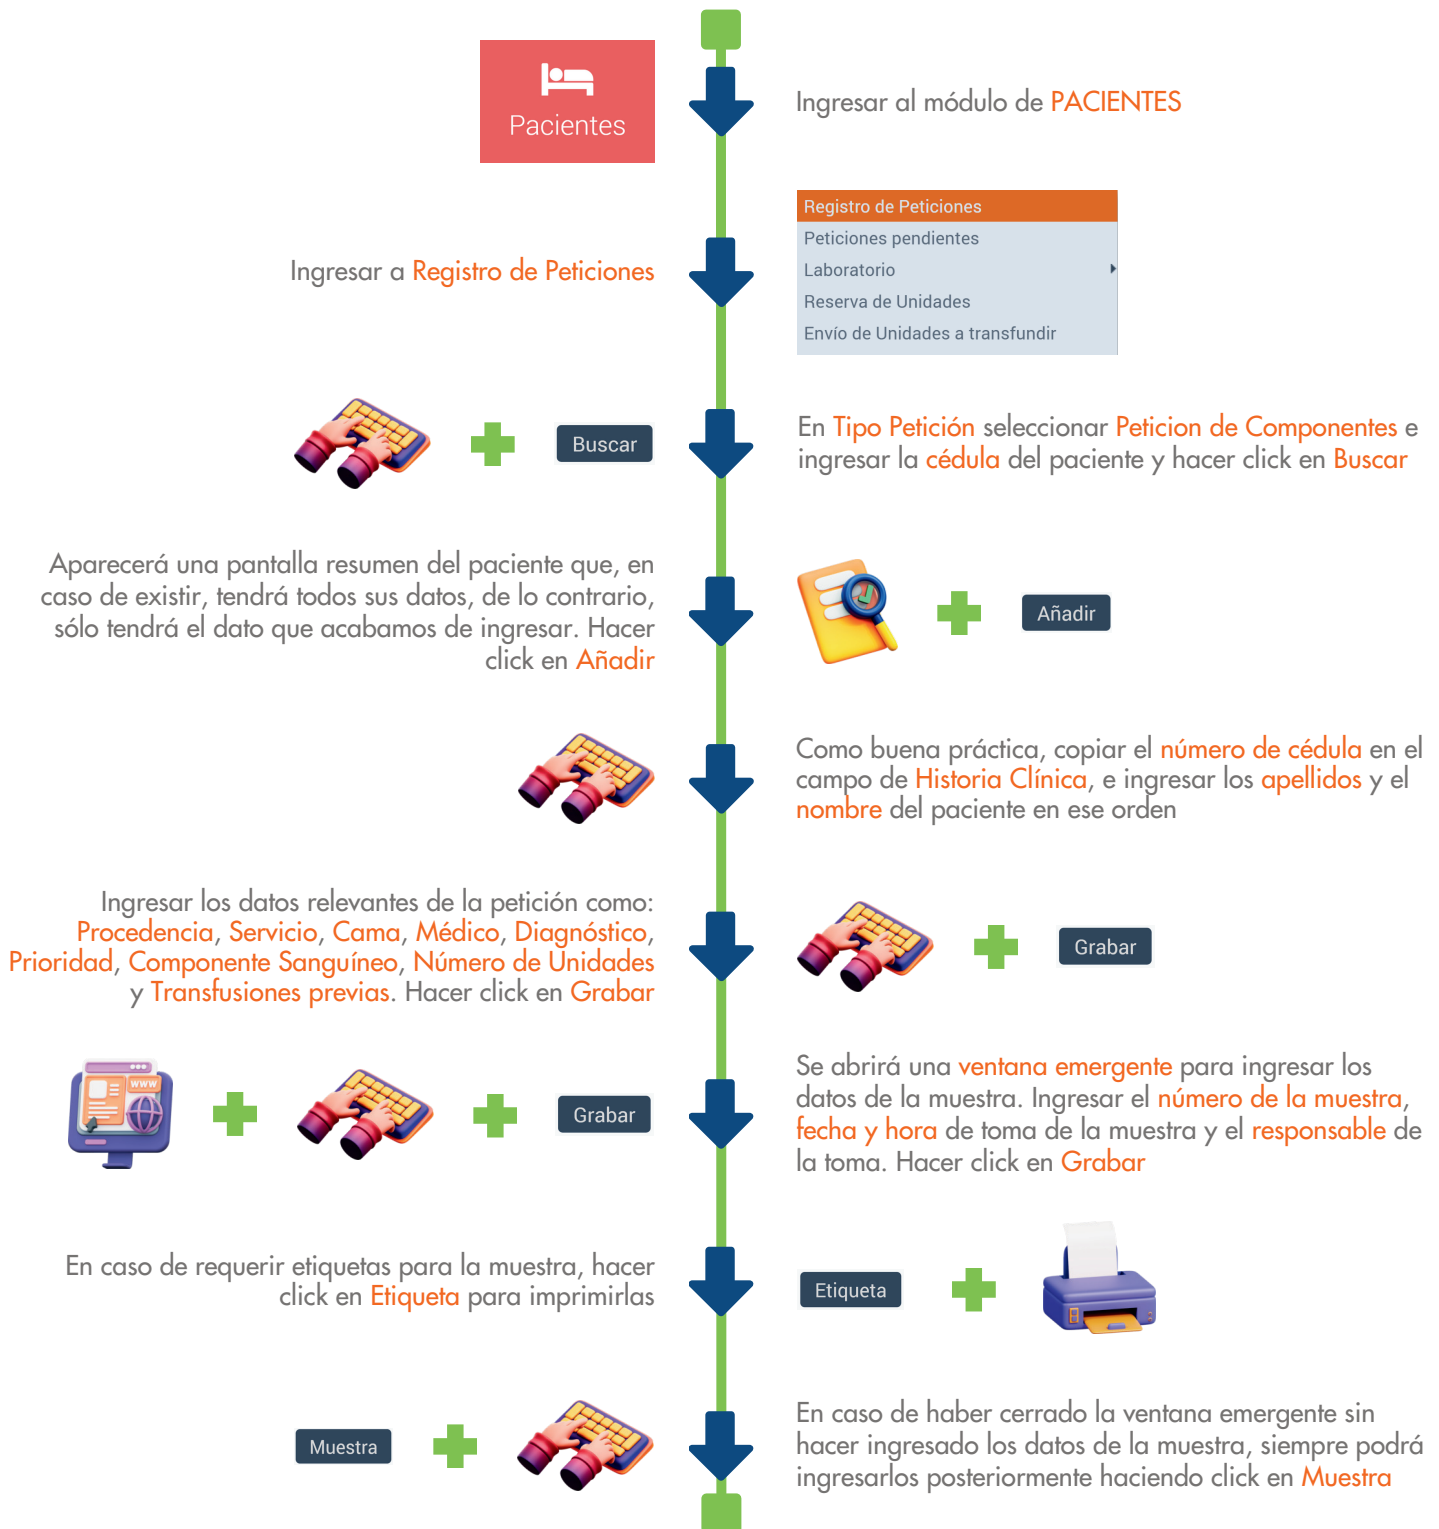 Pacientes
Ingresar al módulo de PACIENTES
Ingresar a Registro de Peticiones
Registro de Peticiones
Peticiones pendientes
Laboratorio
Reserva de Unidades
Envío de Unidades a transfundir
Buscar
En Tipo Petición seleccionar Peticion de Componentes e
ingresar la cédula del paciente y hacer click en Buscar
Aparecerá una pantalla resumen del paciente que, en
caso de existir, tendrá todos sus datos, de lo contrario,
sólo tendrá el dato que acabamos de ingresar. Hacer
click en Añadir
Añadir
Como buena práctica, copiar el número de cédula en el
campo de Historia Clínica, e ingresar los apellidos y el
nombre del paciente en ese orden
Ingresar los datos relevantes de la petición como:
Procedencia, Servicio, Cama, Médico, Diagnóstico,
Prioridad, Componente Sanguíneo, Número de Unidades
y Transfusiones previas. Hacer click en Grabar
Grabar
WWW
Grabar
Se abrirá una ventana emergente para ingresar los
datos de la muestra. Ingresar el número de la muestra,
fecha y hora de toma de la muestra y el responsable de
la toma. Hacer click en Grabar
En caso de requerir etiquetas para la muestra, hacer
click en Etiqueta para imprimirlas
Etiqueta
Muestra
En caso de haber cerrado la ventana emergente sin
hacer ingresado los datos de la muestra, siempre podrá
ingresarlos posteriormente haciendo click en Muestra